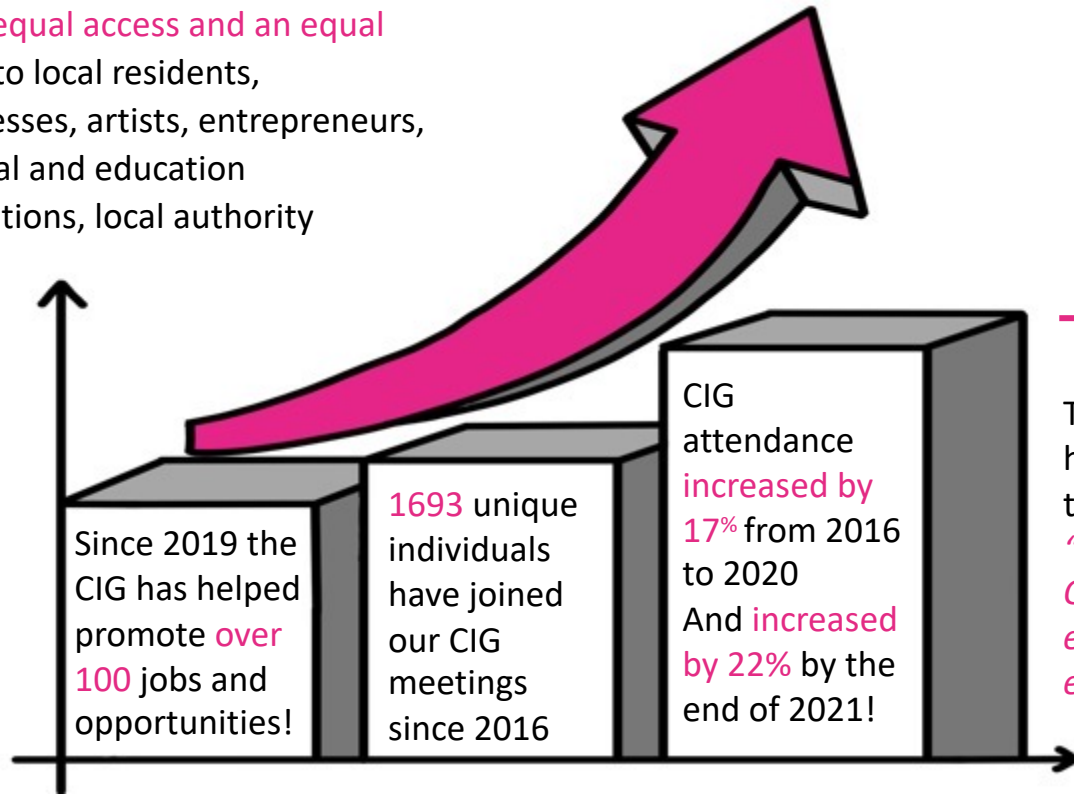 equal access and an equal
to local residents,
esses, artists, entrepreneurs,
al and education
tions, local authority
Since 2019 the
CIG has helped
promote over
100 jobs and
opportunities!
1693 unique
individuals
have joined
our CIG
meetings
since 2016
CIG
attendance
increased by
17% from 2016
to 2020
And increased
by 22% by the
end of 2021!